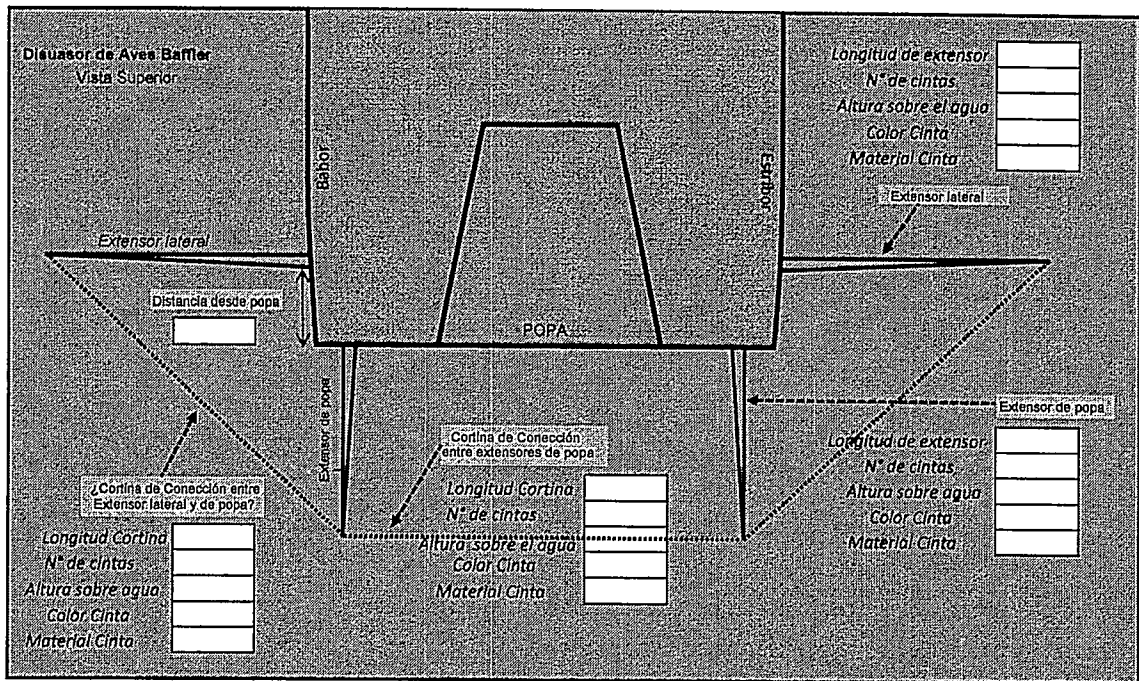 Disuasor de Aves Baffler
Vista Superior
Longitud de extensor
N° de cintas
Altura sobre el agua
Color Cinta
Material Cinta
Babor
Estribor
Extensor lateral
Extensor lateral
Distancia desde popa
POPA
Extensor de popa
Extensor de popa
Cortina de Conección
entre extensores de popa
Longitud Cortina
N° de cintas
Altura sobre el agua
Color Cinta
Material Cinta
Longitud de extensor
N° de cintas
Altura sobre agua
Color Cinta
Material Cinta
¿Cortina de Conección entre
Extensor lateral y de popa?
Longitud Cortina
N° de cintas
Altura sobre agua
Color Cinta
Material Cinta